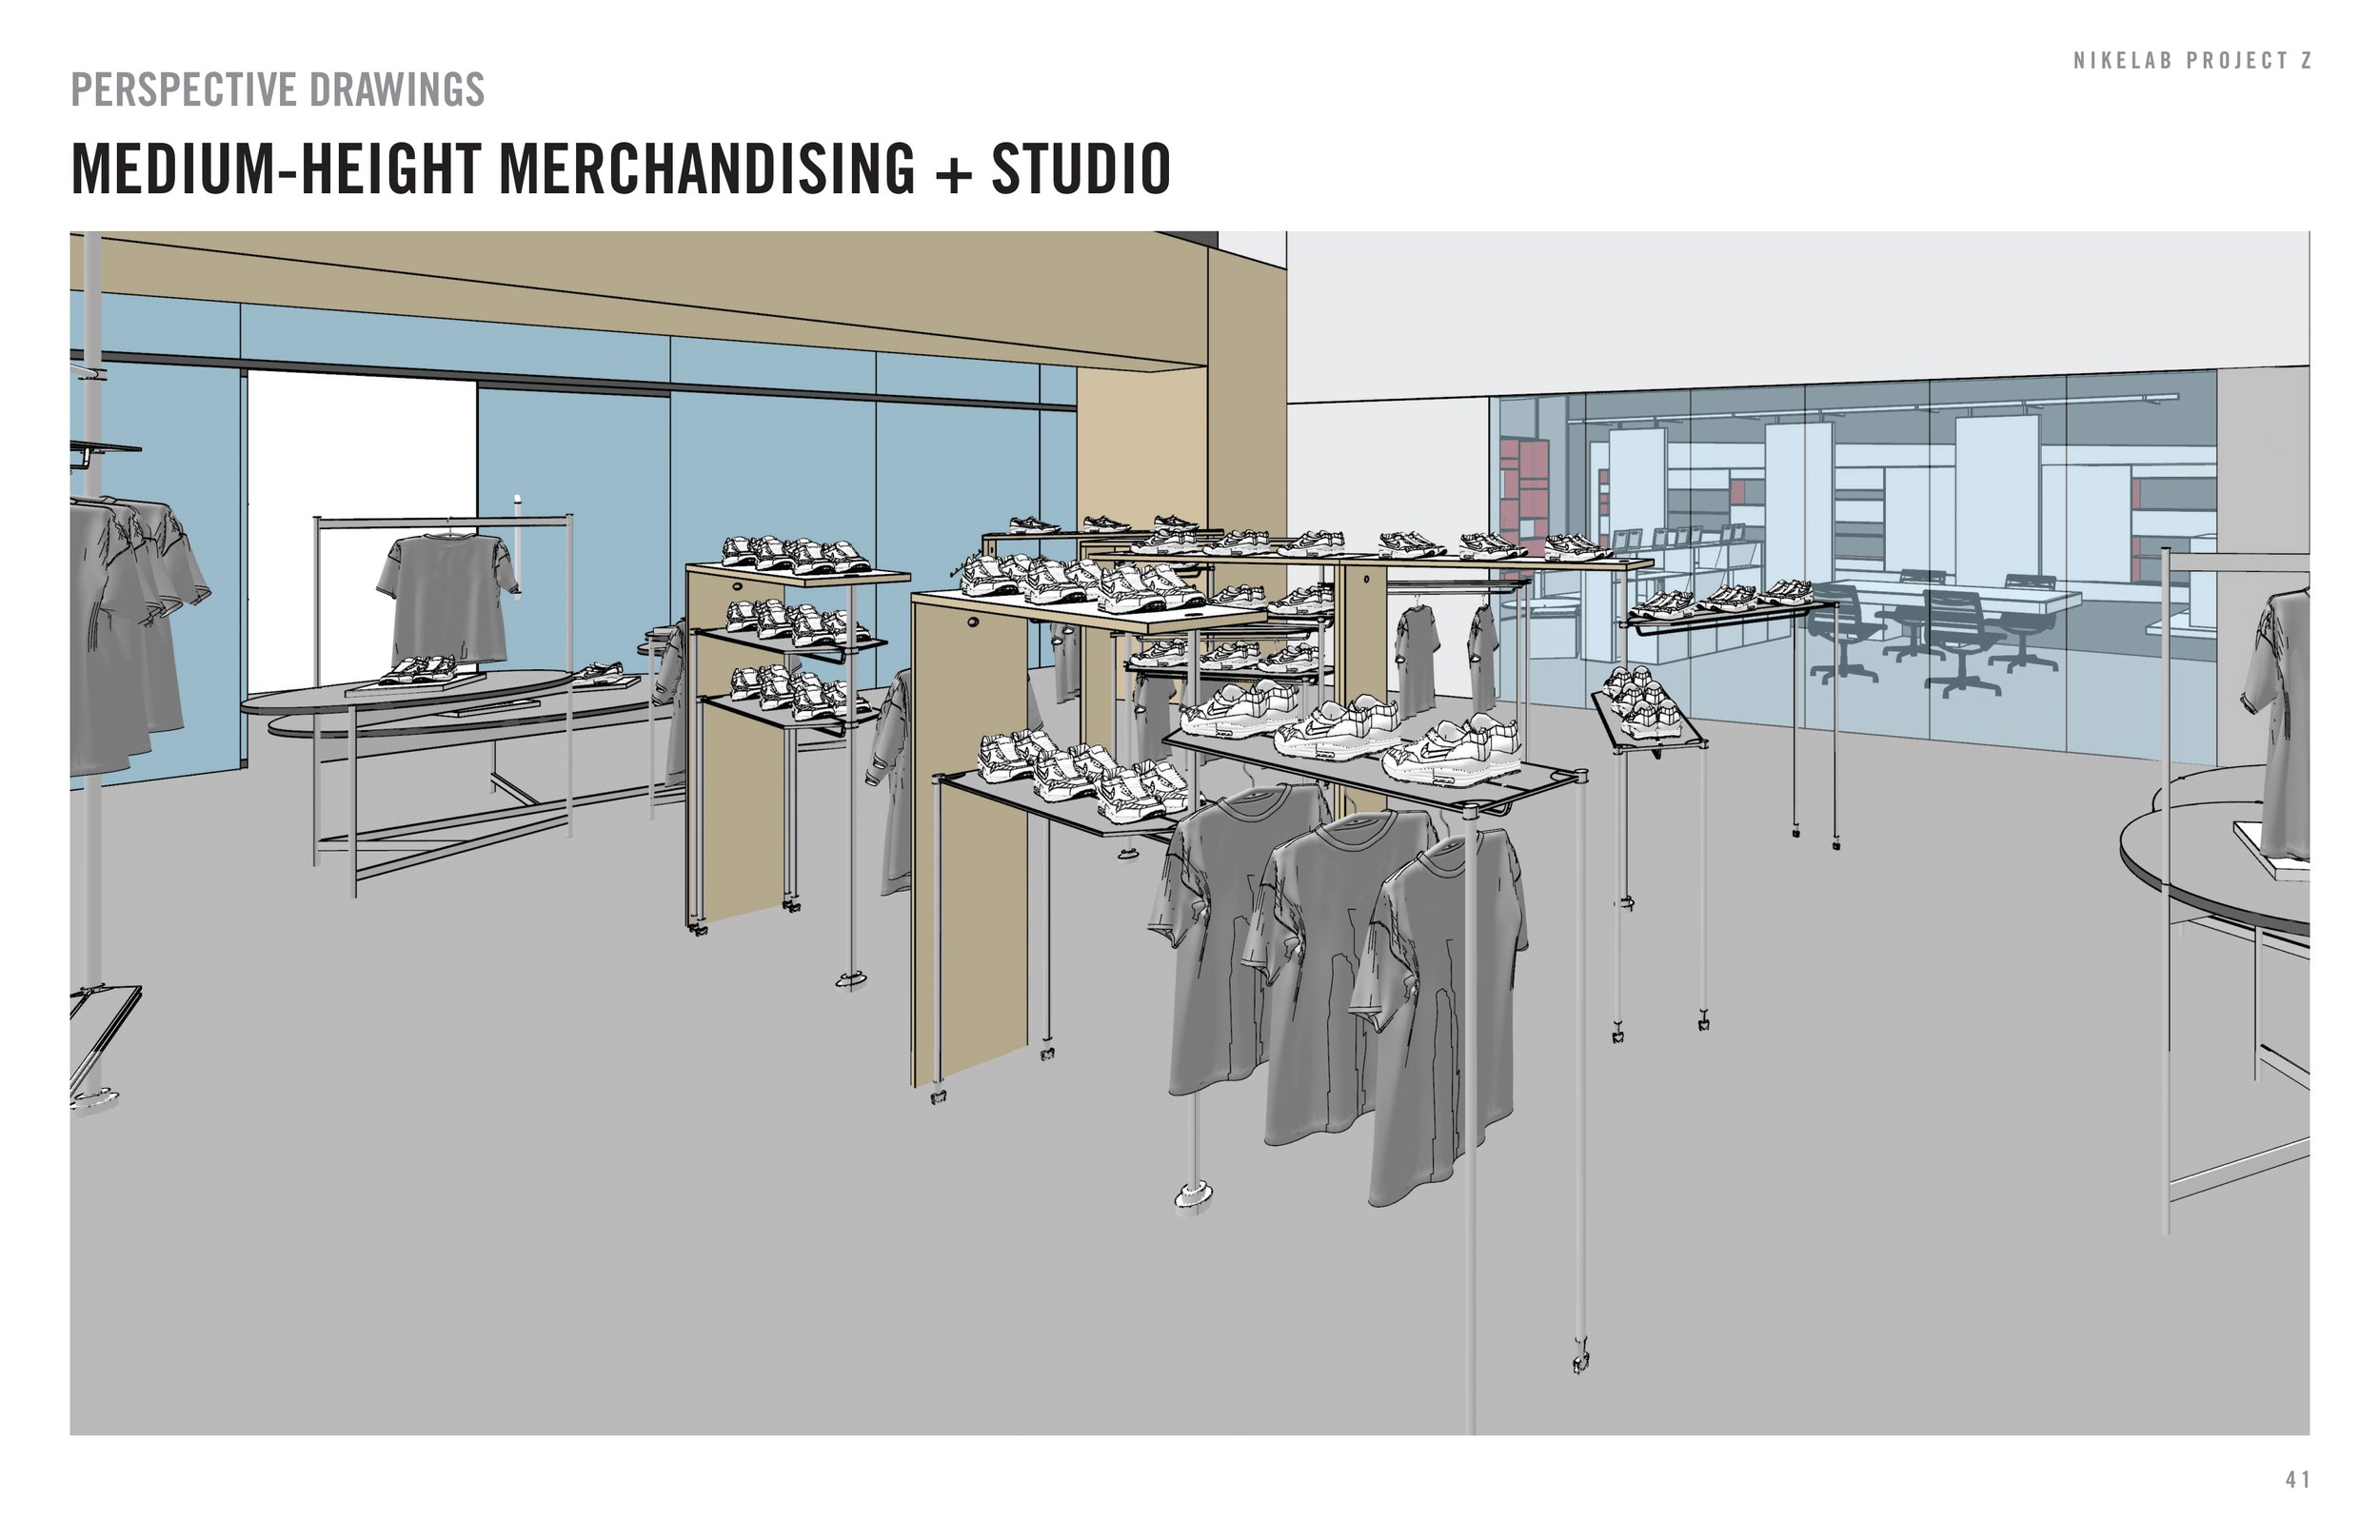 NIKELAB PROJECT Z
PERSPECTIVE DRAWINGS
MEDIUM-HEIGHT MERCHANDISING + STUDIO
41